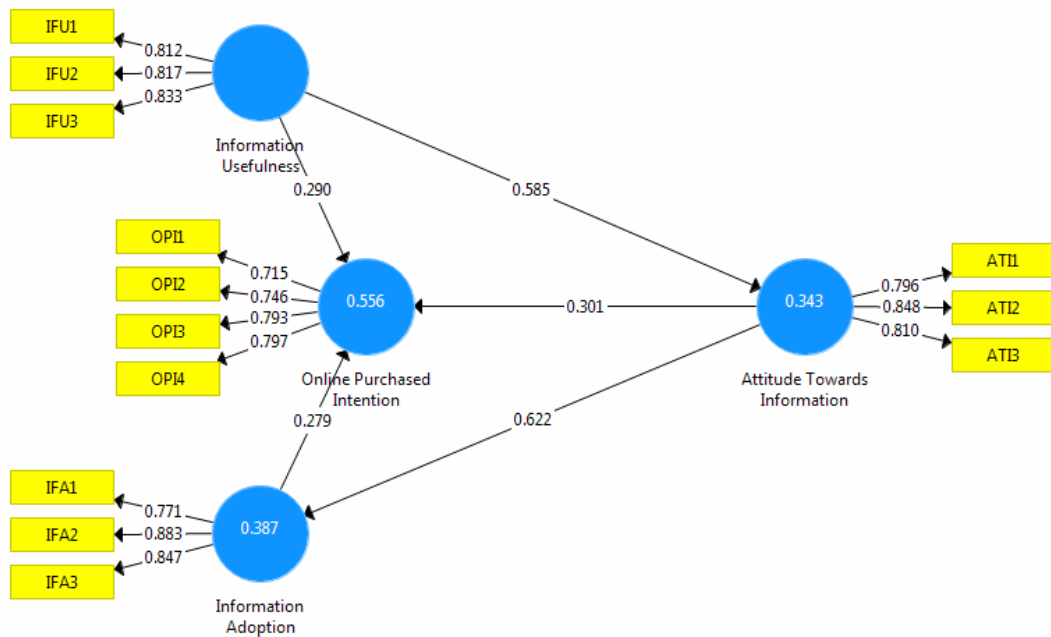 IFU1
0.812
IFU2
0.817
IFU3
0.833
Information
Usefulness
0.290
0.585
OPI1
0.715
OPI2
0.746
OPI3
0.793
OPI4
0.797
0.556
Online Purchased
Intention
0.301
0.343
Attitude Towards
Information
0.796
ATI1
0.848
ATI2
0.810
ATI3
0.279
0.622
IFA1
0.771
IFA2
0.883
IFA3
0.847
0.387
Information
Adoption